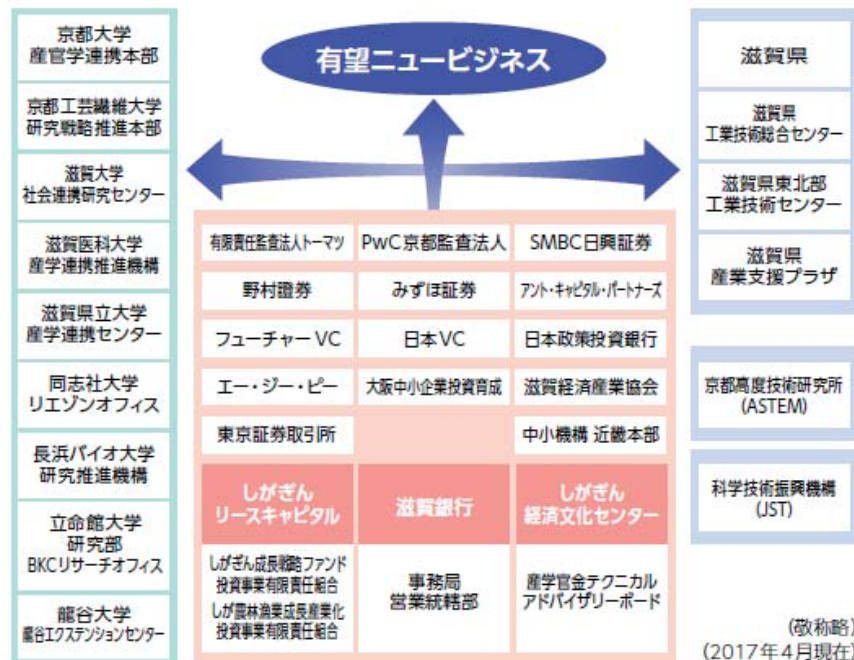 有望ニュービジネス
京都大学
産官学連携本部
京都工芸繊維大学
研究戦略推進本部
滋賀大学
社会連携研究センター
滋賀医科大学
産学連携推進機構
滋賀県立大学
産学連携センター
同志社大学
リエゾンオフィス
長浜バイオ大学
研究推進機構
立命館大学
研究部
BKCリサーチオフィス
龍谷大学
龍谷エクステンションセンター
有限責任監査法人トーマツ
PwC京都監査法人
SMBC日興証券
野村證券
みずほ証券
アント・キャピタル・パートナーズ
フューチャーVC
日本VC
日本政策投資銀行
エー・ジー・ピー
大阪中小企業投資育成
滋賀経済産業協会
東京証券取引所
中小機構 近畿本部
しがぎん
リースキャピタル
滋賀銀行
しがぎん
経済文化センター
しがぎん成長戦略ファンド
投資事業有限責任組合
しが農林漁業成長産業化
投資事業有限責任組合
事務局
営業統轄部
産学官金テクニカル
アドバイザリーボード
滋賀県
滋賀県
工業技術総合センター
滋賀県東北部
工業技術センター
滋賀県
産業支援プラザ
京都高度技術研究所
(ASTEM)
科学技術振興機構
(JST)
(敬称略)
(2017年4月現在)